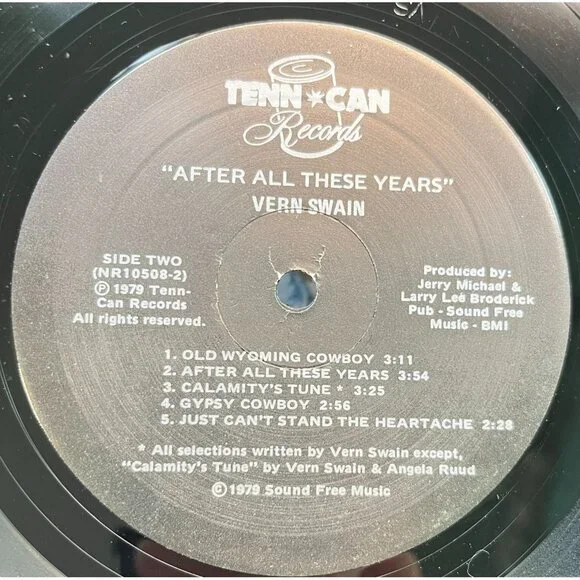 TENN★CAN
Records
"AFTER ALL THESE YEARS"
VERN SWAIN
SIDE TWO
(NR10508-2)
Ⓟ 1979 Tenn-
Can Records
All rights reserved.
Produced by:
Jerry Michael &
Larry Lee Broderick
Pub - Sound Free
Music - BMI
1. OLD WYOMING COWBOY 3:11
2. AFTER ALL THESE YEARS 3:54
3. CALAMITY'S TUNE * 3:25
4. GYPSY COWBOY 2:56
5. JUST CAN'T STAND THE HEARTACHE 2:28
* All selections written by Vern Swain except,
"Calamity's Tune" by Vern Swain & Angela Ruud
© 1979 Sound Free Music